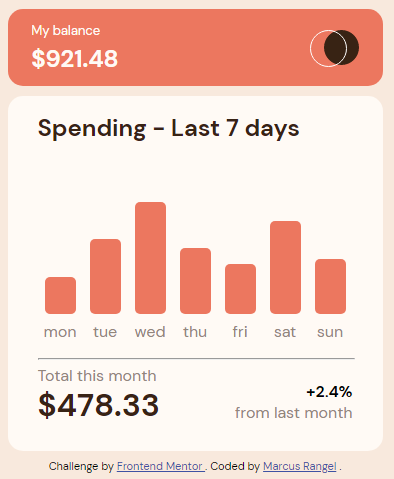 My balance
$921.48
Spending - Last 7 days
mon tue wed thu fri sat sun
Total this month
$478.33
+2.4%
from last month
Challenge by Frontend Mentor . Coded by Marcus Rangel .